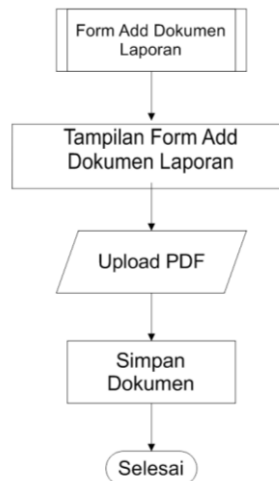 Form Add Dokumen
Laporan
Tampilan Form Add
Dokumen Laporan
Upload PDF
Simpan
Dokumen
Selesai